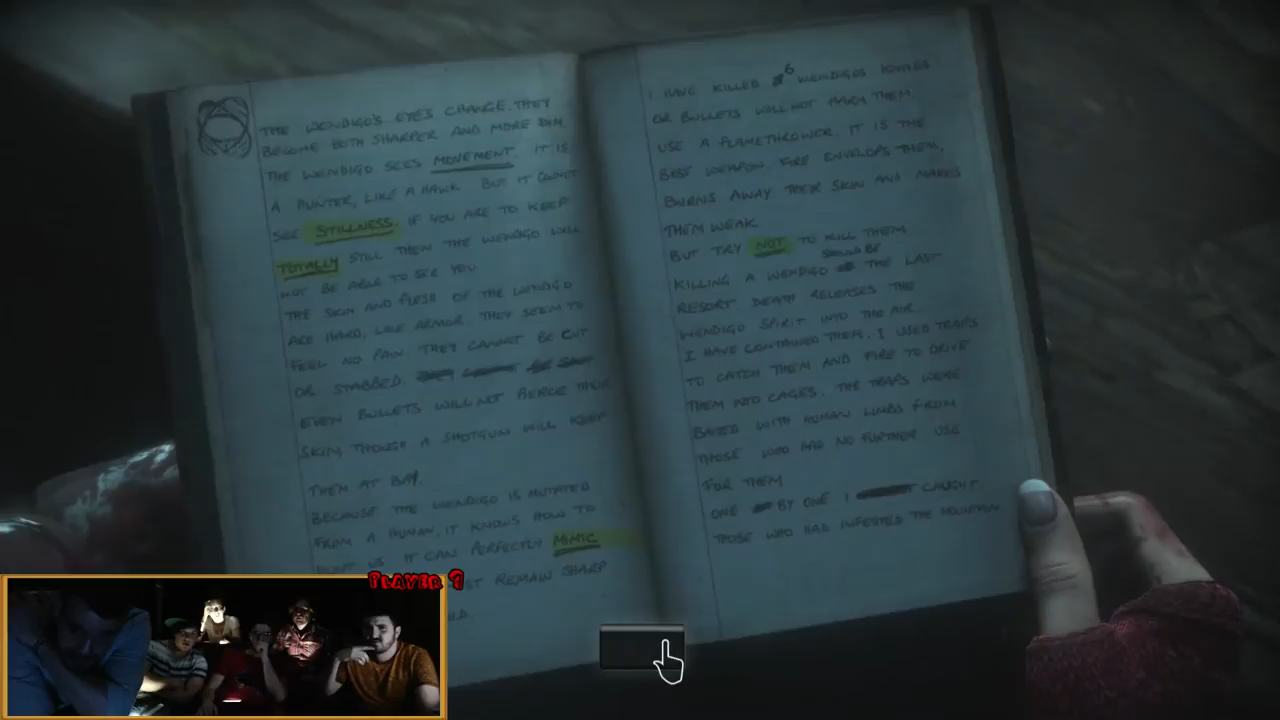 THE WENDIGO'S EYES CHANGE. THEY
BECOME BOTH SHARPER AND MORE DIM
THE WENDIGO SEES MOVEMENT. IT IS
A HUNTER, LIKE A HAWK. BUT IT CANNOT
SEE STILLNESS. IF YOU ARE TO KEEP
TOTALLY STILL THEN THE WENDIGO WILL
NOT BE ABLE TO SEE YOU
THE SKIN AND FLESH OF THE WENDIGO
ARE HARD, LIKE ARMOR. THEY SEEM TO
FEEL NO PAIN THEY CANNOT BE CUT
OR STABBED.
EVEN BULLETS WILL NOT PIERCE THEIR
SKIN, THOUGH A SHOTGUN WILL KEEP
THEM AT BAY.
BECAUSE THE WENDIGO IS MUTATED
FROM A HUMAN, IT KNOWS HOW TO
HUNT US. IT CAN PERFECTLY MIMIC
REMAIN SHARP
I HAVE KILLED 6 WENDIGOS KNIVES
OR BULLETS WILL NOT HARM THEM.
USE A FLAMETHROWER. IT IS THE
BEST WEAPON. FIRE ENVELOPS THEM,
BURNS AWAY THEIR SKIN AND MAKES
THEM WEAK
BUT TRY NOT TO KILL THEM
SHOULD BE
KILLING A WENDIGO THE LAST
RESORT DEATH RELEASES THE
WENDIGO SPIRIT INTO THE AIR.
I HAVE CONTAINED THEM. I USED TRAPS
TO CATCH THEM AND FIRE TO DRIVE
THEM INTO CAGES. THE TRAPS WERE
BAITED WITH HUMAN LIMBS FROM
THOSE WHO HAD NO FURTHER USE
FOR THEM
ONE BY ONE I CAUGHT
THOSE WHO HAD INFESTED THE MOUNTAIN
PLAYER 1